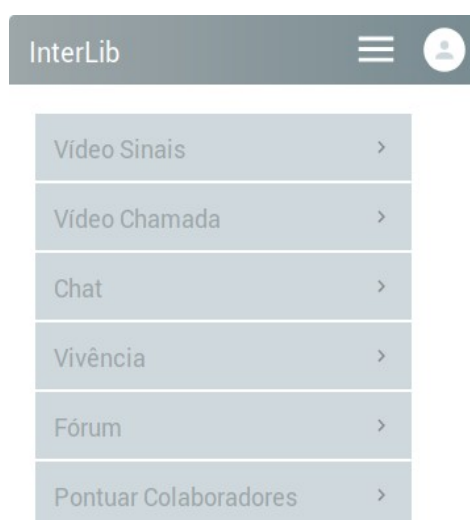 InterLib
Vídeo Sinais
Vídeo Chamada
Chat
Vivência
Fórum
Pontuar Colaboradores